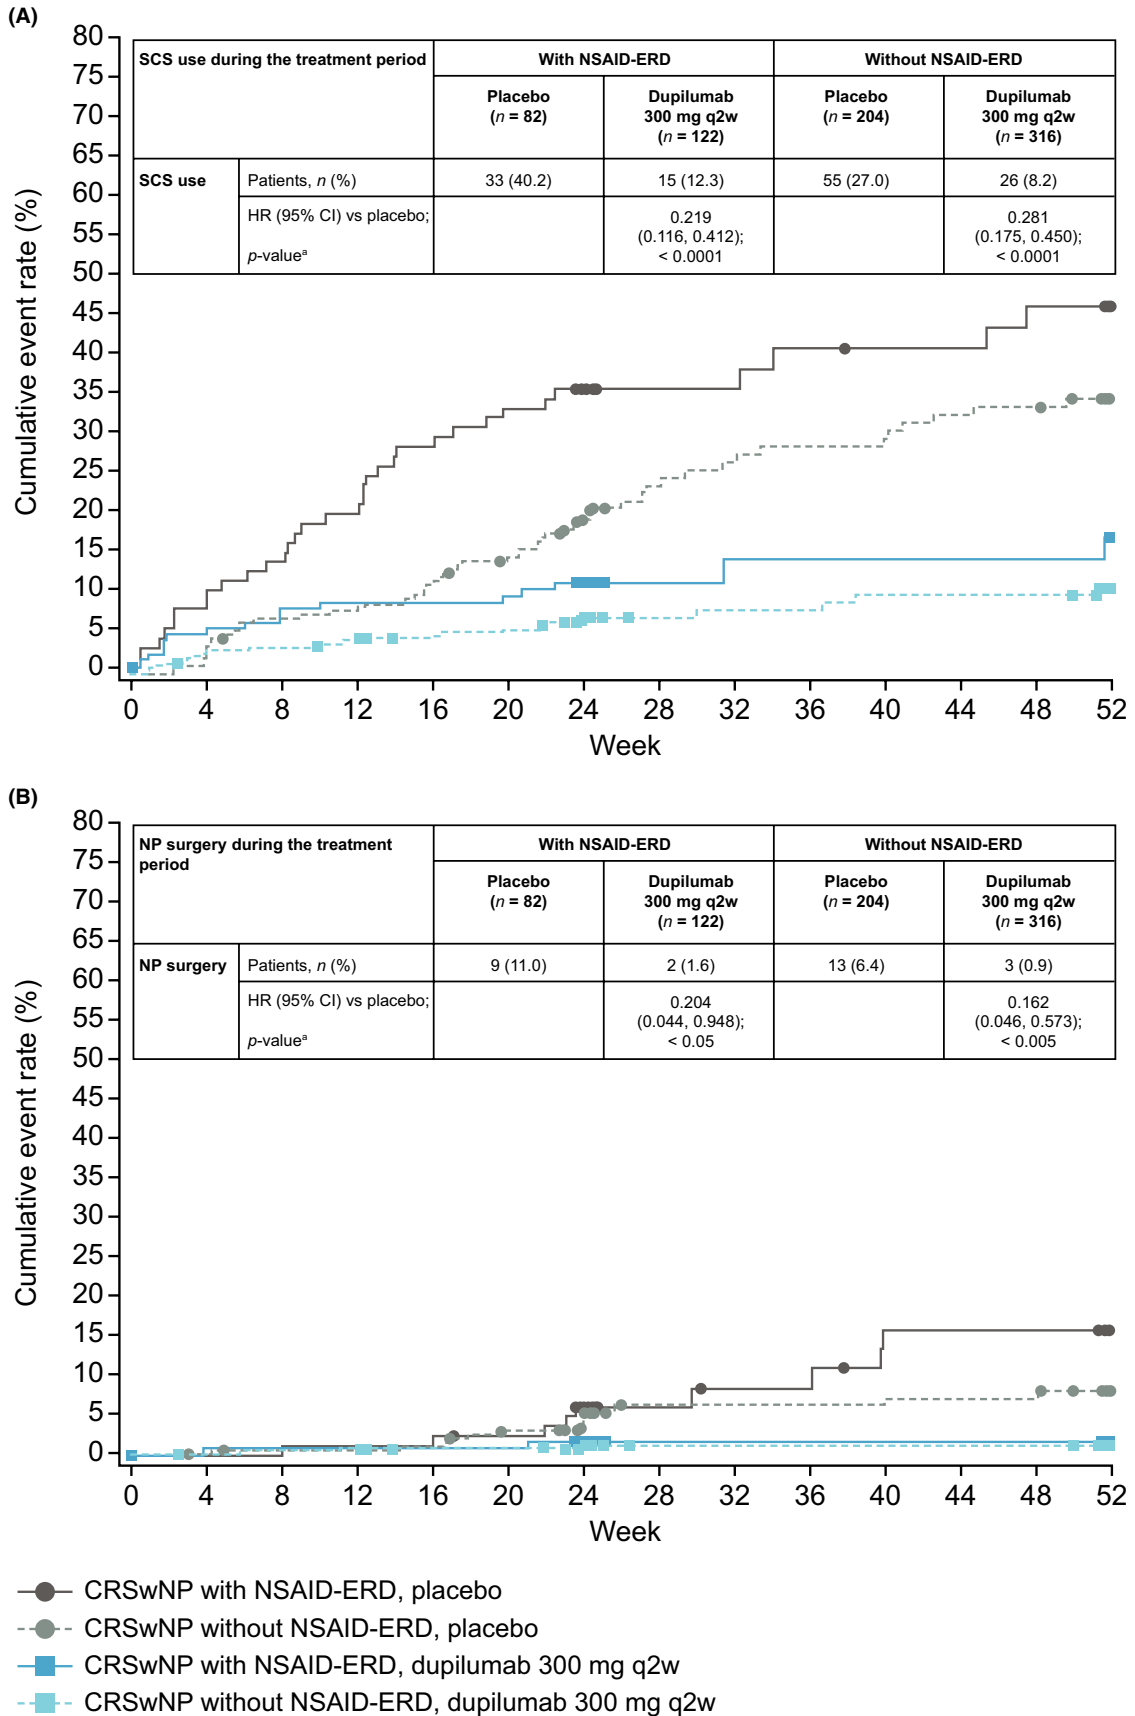 (A)
Cumulative event rate (%)
80
75
70
65
60
55
50
45
40
35
30
25
20
15
10
5
0
SCS use during the treatment period
With NSAID-ERD
Without NSAID-ERD
Placebo
(n = 82)
Dupilumab
300 mg q2w
(n = 122)
Placebo
(n = 204)
Dupilumab
300 mg q2w
(n = 316)
SCS use
Patients, n (%)
33 (40.2)
15 (12.3)
55 (27.0)
26 (8.2)
HR (95% CI) vs placebo;
p-valueᵃ
0.219
(0.116, 0.412);
< 0.0001
0.281
(0.175, 0.450);
< 0.0001
0 4 8 12 16 20 24 28 32 36 40 44 48 52
Week
(B)
Cumulative event rate (%)
80
75
70
65
60
55
50
45
40
35
30
25
20
15
10
5
0
NP surgery during the treatment
period
With NSAID-ERD
Without NSAID-ERD
Placebo
(n = 82)
Dupilumab
300 mg q2w
(n = 122)
Placebo
(n = 204)
Dupilumab
300 mg q2w
(n = 316)
NP surgery
Patients, n (%)
9 (11.0)
2 (1.6)
13 (6.4)
3 (0.9)
HR (95% CI) vs placebo;
p-valueᵃ
0.204
(0.044, 0.948);
< 0.05
0.162
(0.046, 0.573);
< 0.005
0 4 8 12 16 20 24 28 32 36 40 44 48 52
Week
CRSwNP with NSAID-ERD, placebo
CRSwNP without NSAID-ERD, placebo
CRSwNP with NSAID-ERD, dupilumab 300 mg q2w
CRSwNP without NSAID-ERD, dupilumab 300 mg q2w